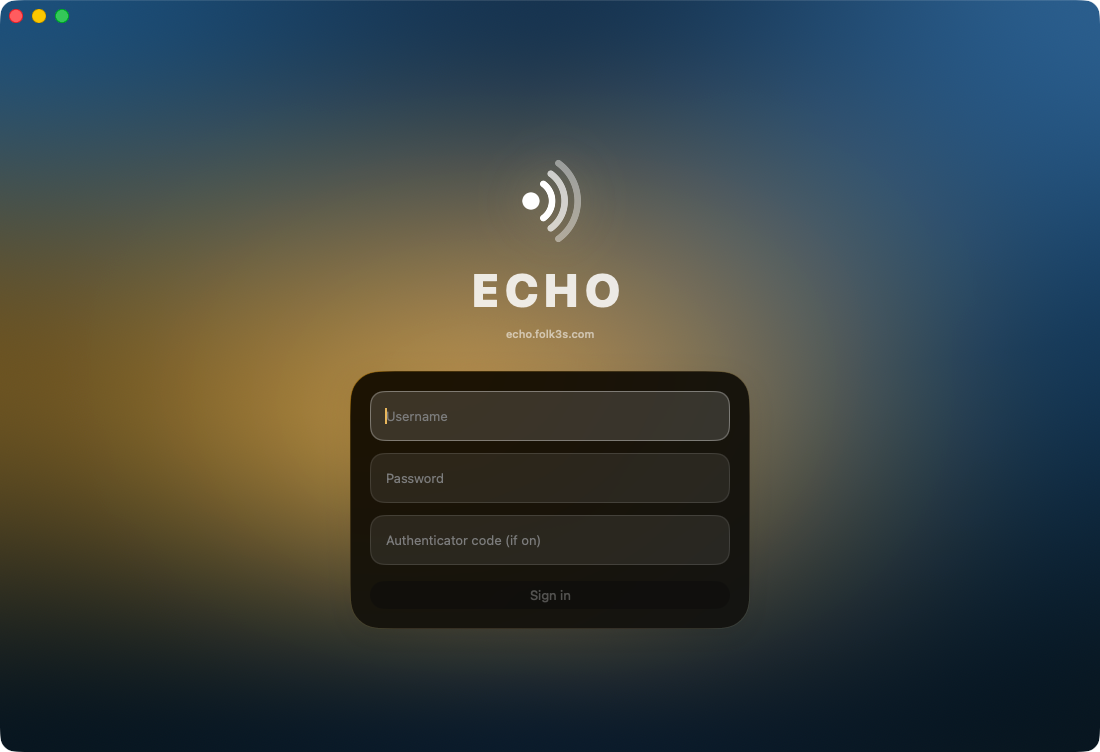 ECHO
echo.folk3s.com
Username
Password
Authenticator code (if on)
Sign in